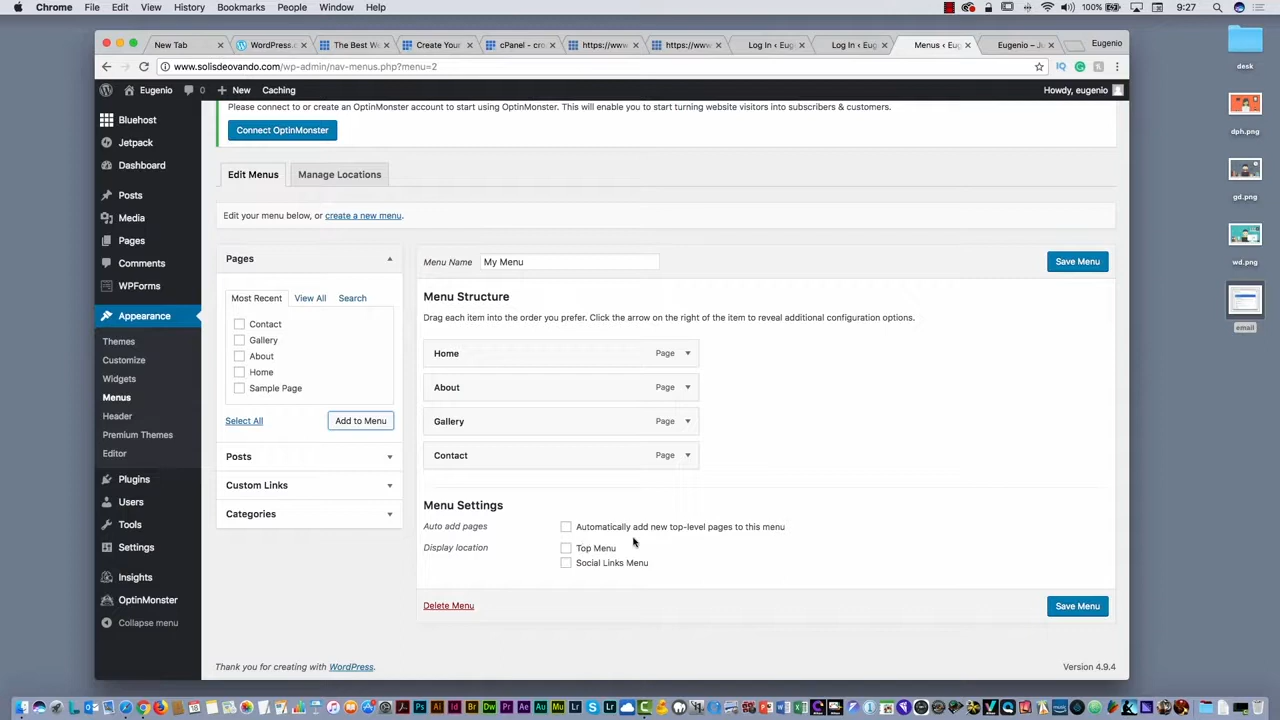 Chrome File Edit View History Bookmarks People Window Help 100% 9:27
New Tab WordPress. The Best We Create Your cPanel - cro https://www https://www Log In ‹ Eug Log In ‹ Eug Menus ‹ Eug Eugenio – J Eugenio
www.solisdeovando.com/wp-admin/nav-menus.php?menu=2
Eugenio 0 + New Caching Howdy, eugenio
Please connect to or create an OptinMonster account to start using OptinMonster. This will enable you to start turning website visitors into subscribers & customers.
Connect OptinMonster
Bluehost
Jetpack
Dashboard
Posts
Media
Pages
Comments
WPForms
Appearance
Themes
Customize
Widgets
Menus
Header
Premium Themes
Editor
Plugins
Users
Tools
Settings
Insights
OptinMonster
Collapse menu
Edit Menus Manage Locations
Edit your menu below, or create a new menu.
Pages
Most Recent View All Search
Contact
Gallery
About
Home
Sample Page
Select All Add to Menu
Posts
Custom Links
Categories
Menu Name My Menu Save Menu
Menu Structure
Drag each item into the order you prefer. Click the arrow on the right of the item to reveal additional configuration options.
Home Page
About Page
Gallery Page
Contact Page
Menu Settings
Auto add pages Automatically add new top-level pages to this menu
Display location Top Menu
Social Links Menu
Delete Menu Save Menu
Thank you for creating with WordPress. Version 4.9.4
desk
dph.png
gd.png
wd.png
email